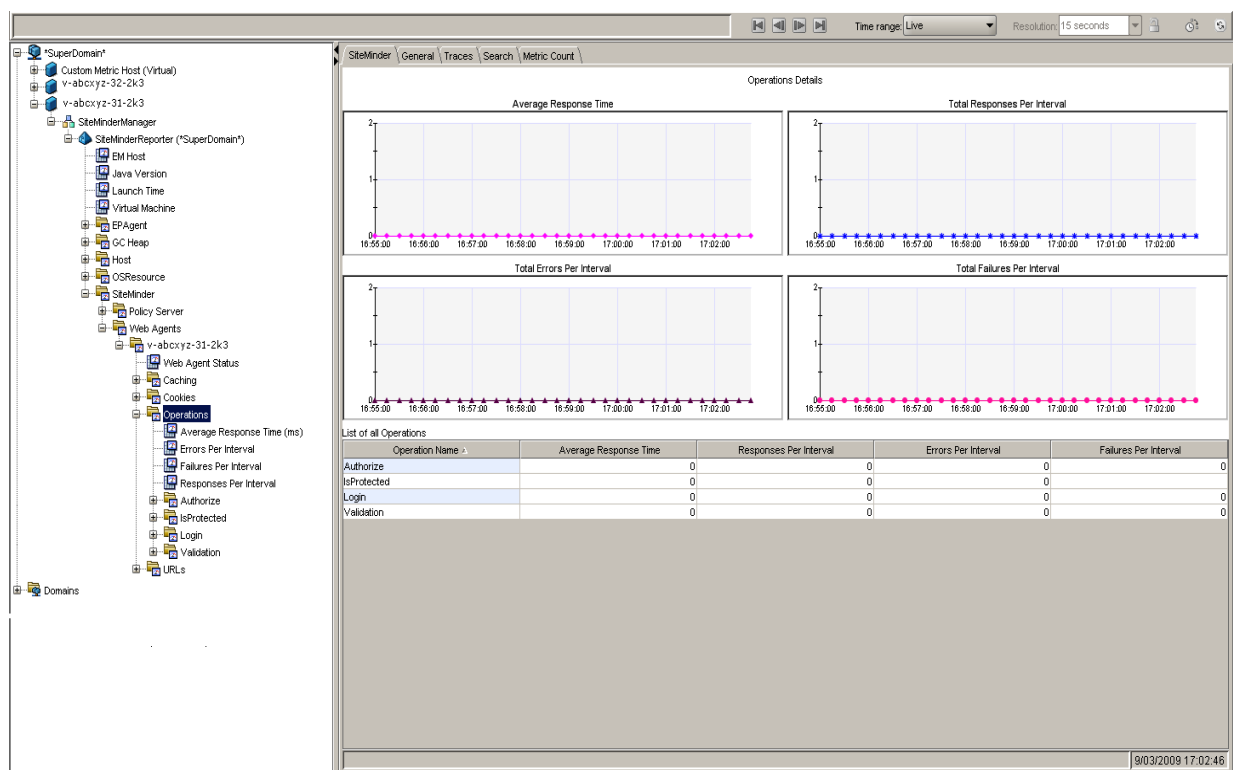 Time range: Live Resolution: 15 seconds
*SuperDomain*
Custom Metric Host (Virtual)
v-abcxyz-32-2k3
v-abcxyz-31-2k3
SiteMinderManager
SiteMinderReporter (*SuperDomain*)
EM Host
Java Version
Launch Time
Virtual Machine
EPAgent
GC Heap
Host
OSResource
SiteMinder
Policy Server
Web Agents
v-abcxyz-31-2k3
Web Agent Status
Caching
Cookies
Operations
Average Response Time (ms)
Errors Per Interval
Failures Per Interval
Responses Per Interval
Authorize
IsProtected
Login
Validation
URLs
Domains
SiteMinder General Traces Search Metric Count
Operations Details
Average Response Time
2
1
0
16:55:00 16:56:00 16:57:00 16:58:00 16:59:00 17:00:00 17:01:00 17:02:00
Total Responses Per Interval
2
1
0
16:55:00 16:56:00 16:57:00 16:58:00 16:59:00 17:00:00 17:01:00 17:02:00
Total Errors Per Interval
2
1
0
16:55:00 16:56:00 16:57:00 16:58:00 16:59:00 17:00:00 17:01:00 17:02:00
Total Failures Per Interval
2
1
0
16:55:00 16:56:00 16:57:00 16:58:00 16:59:00 17:00:00 17:01:00 17:02:00
List of all Operations
Operation Name Average Response Time Responses Per Interval Errors Per Interval Failures Per Interval
Authorize 0 0 0 0
IsProtected 0 0 0
Login 0 0 0 0
Validation 0 0 0 0
9/03/2009 17:02:46